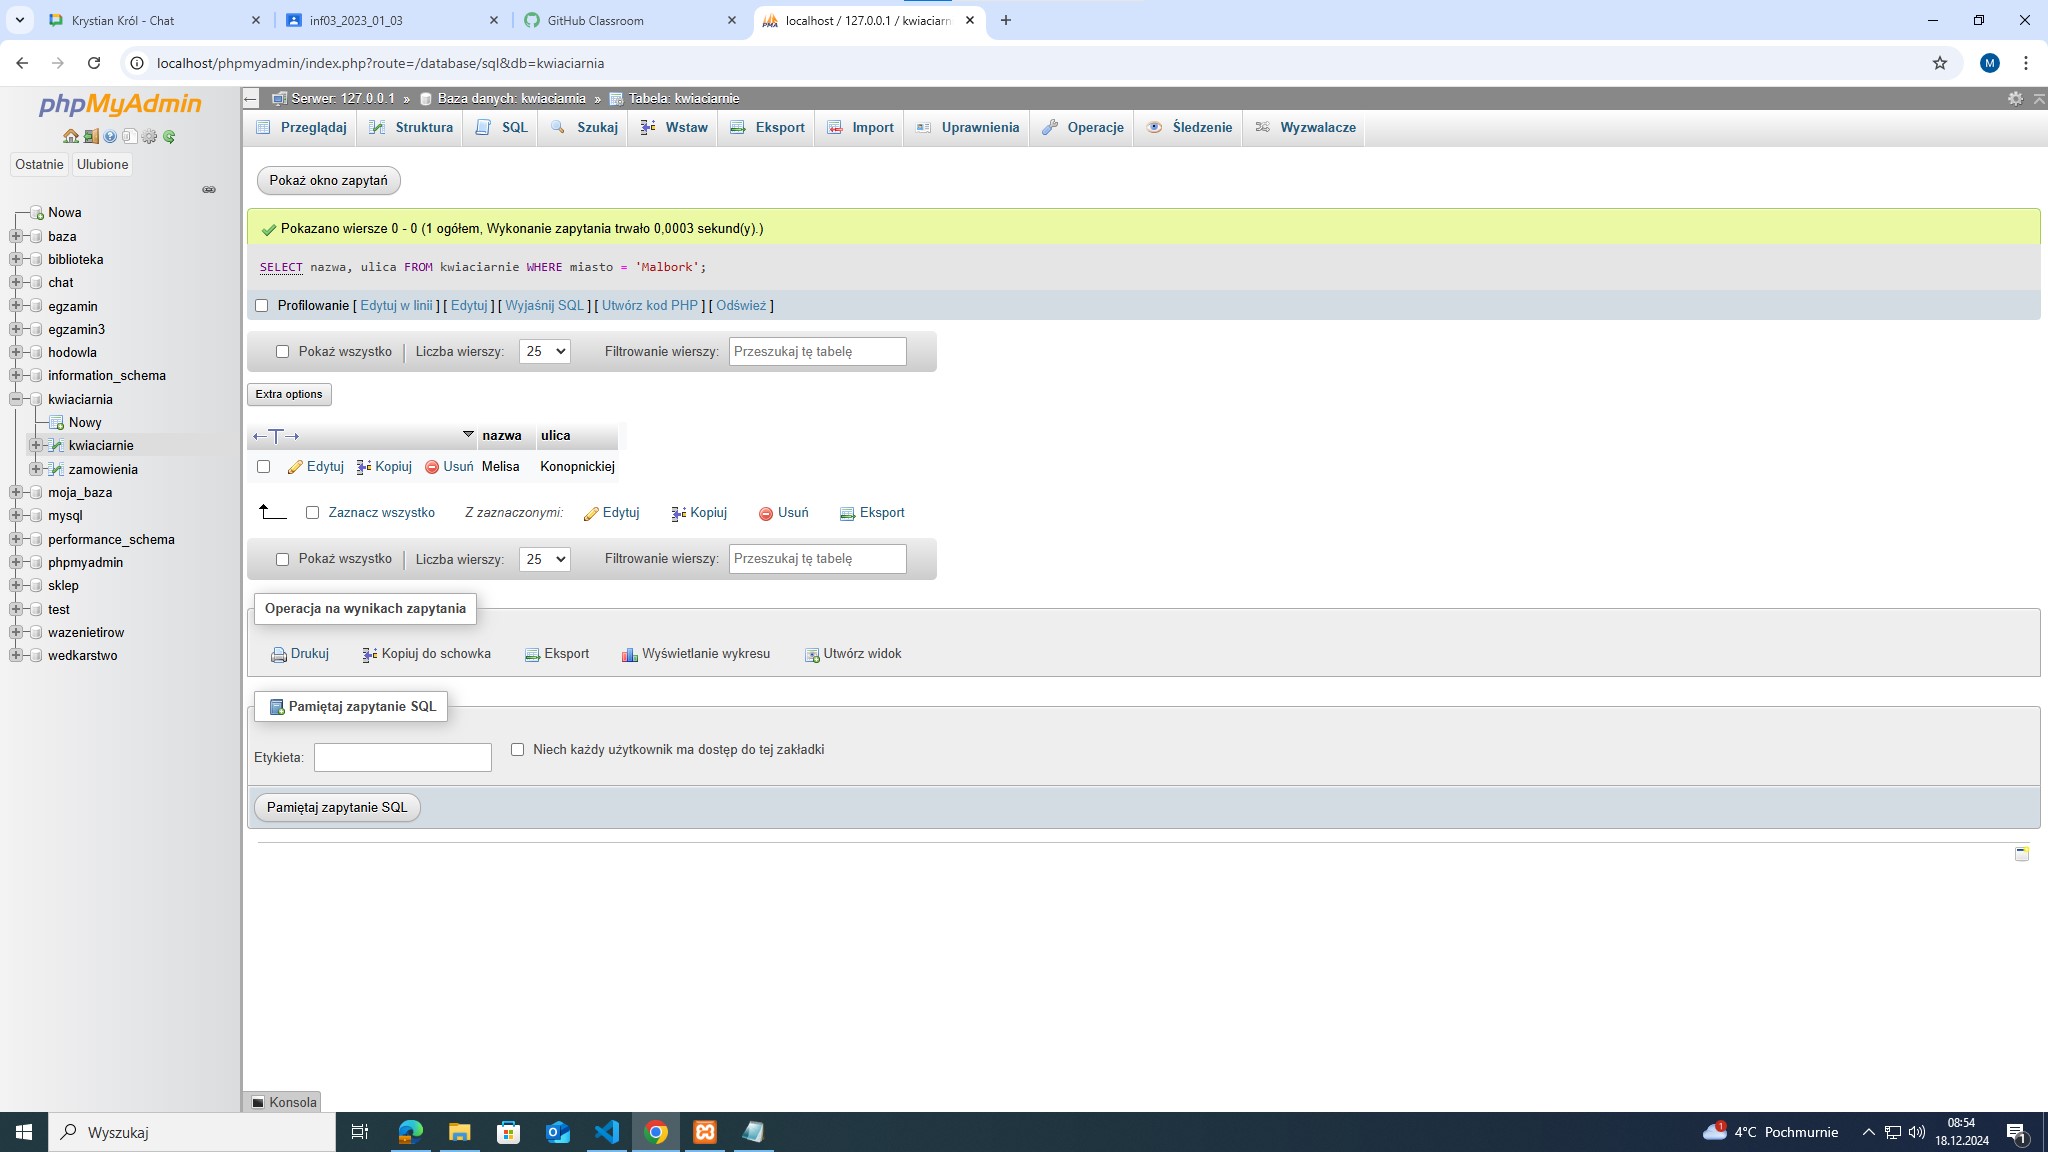 Krystian Król - Chat
inf03_2023_01_03
GitHub Classroom
localhost / 127.0.0.1 / kwiaciarn
localhost/phpmyadmin/index.php?route=/database/sql&db=kwiaciarnia
M
phpMyAdmin
Ostatnie Ulubione
Nowa
baza
biblioteka
chat
egzamin
egzamin3
hodowla
information_schema
kwiaciarnia
Nowy
kwiaciarnie
zamowienia
moja_baza
mysql
performance_schema
phpmyadmin
sklep
test
wazenietirow
wedkarstwo
Serwer: 127.0.0.1 » Baza danych: kwiaciarnia » Tabela: kwiaciarnie
Przeglądaj Struktura SQL Szukaj Wstaw Eksport Import Uprawnienia Operacje Śledzenie Wyzwalacze
Pokaż okno zapytań
Pokazano wiersze 0 - 0 (1 ogółem, Wykonanie zapytania trwało 0,0003 sekund(y).)
SELECT nazwa, ulica FROM kwiaciarnie WHERE miasto = 'Malbork';
Profilowanie [ Edytuj w linii ] [ Edytuj ] [ Wyjaśnij SQL ] [ Utwórz kod PHP ] [ Odśwież ]
Pokaż wszystko Liczba wierszy: 25 Filtrowanie wierszy: Przeszukaj tę tabelę
Extra options
←T→ nazwa ulica
Edytuj Kopiuj Usuń Melisa Konopnickiej
Zaznacz wszystko Z zaznaczonymi: Edytuj Kopiuj Usuń Eksport
Pokaż wszystko Liczba wierszy: 25 Filtrowanie wierszy: Przeszukaj tę tabelę
Operacja na wynikach zapytania
Drukuj Kopiuj do schowka Eksport Wyświetlanie wykresu Utwórz widok
Pamiętaj zapytanie SQL
Etykieta: Niech każdy użytkownik ma dostęp do tej zakładki
Pamiętaj zapytanie SQL
Konsola
Wyszukaj
1
4°C Pochmurnie
08:54
18.12.2024
1